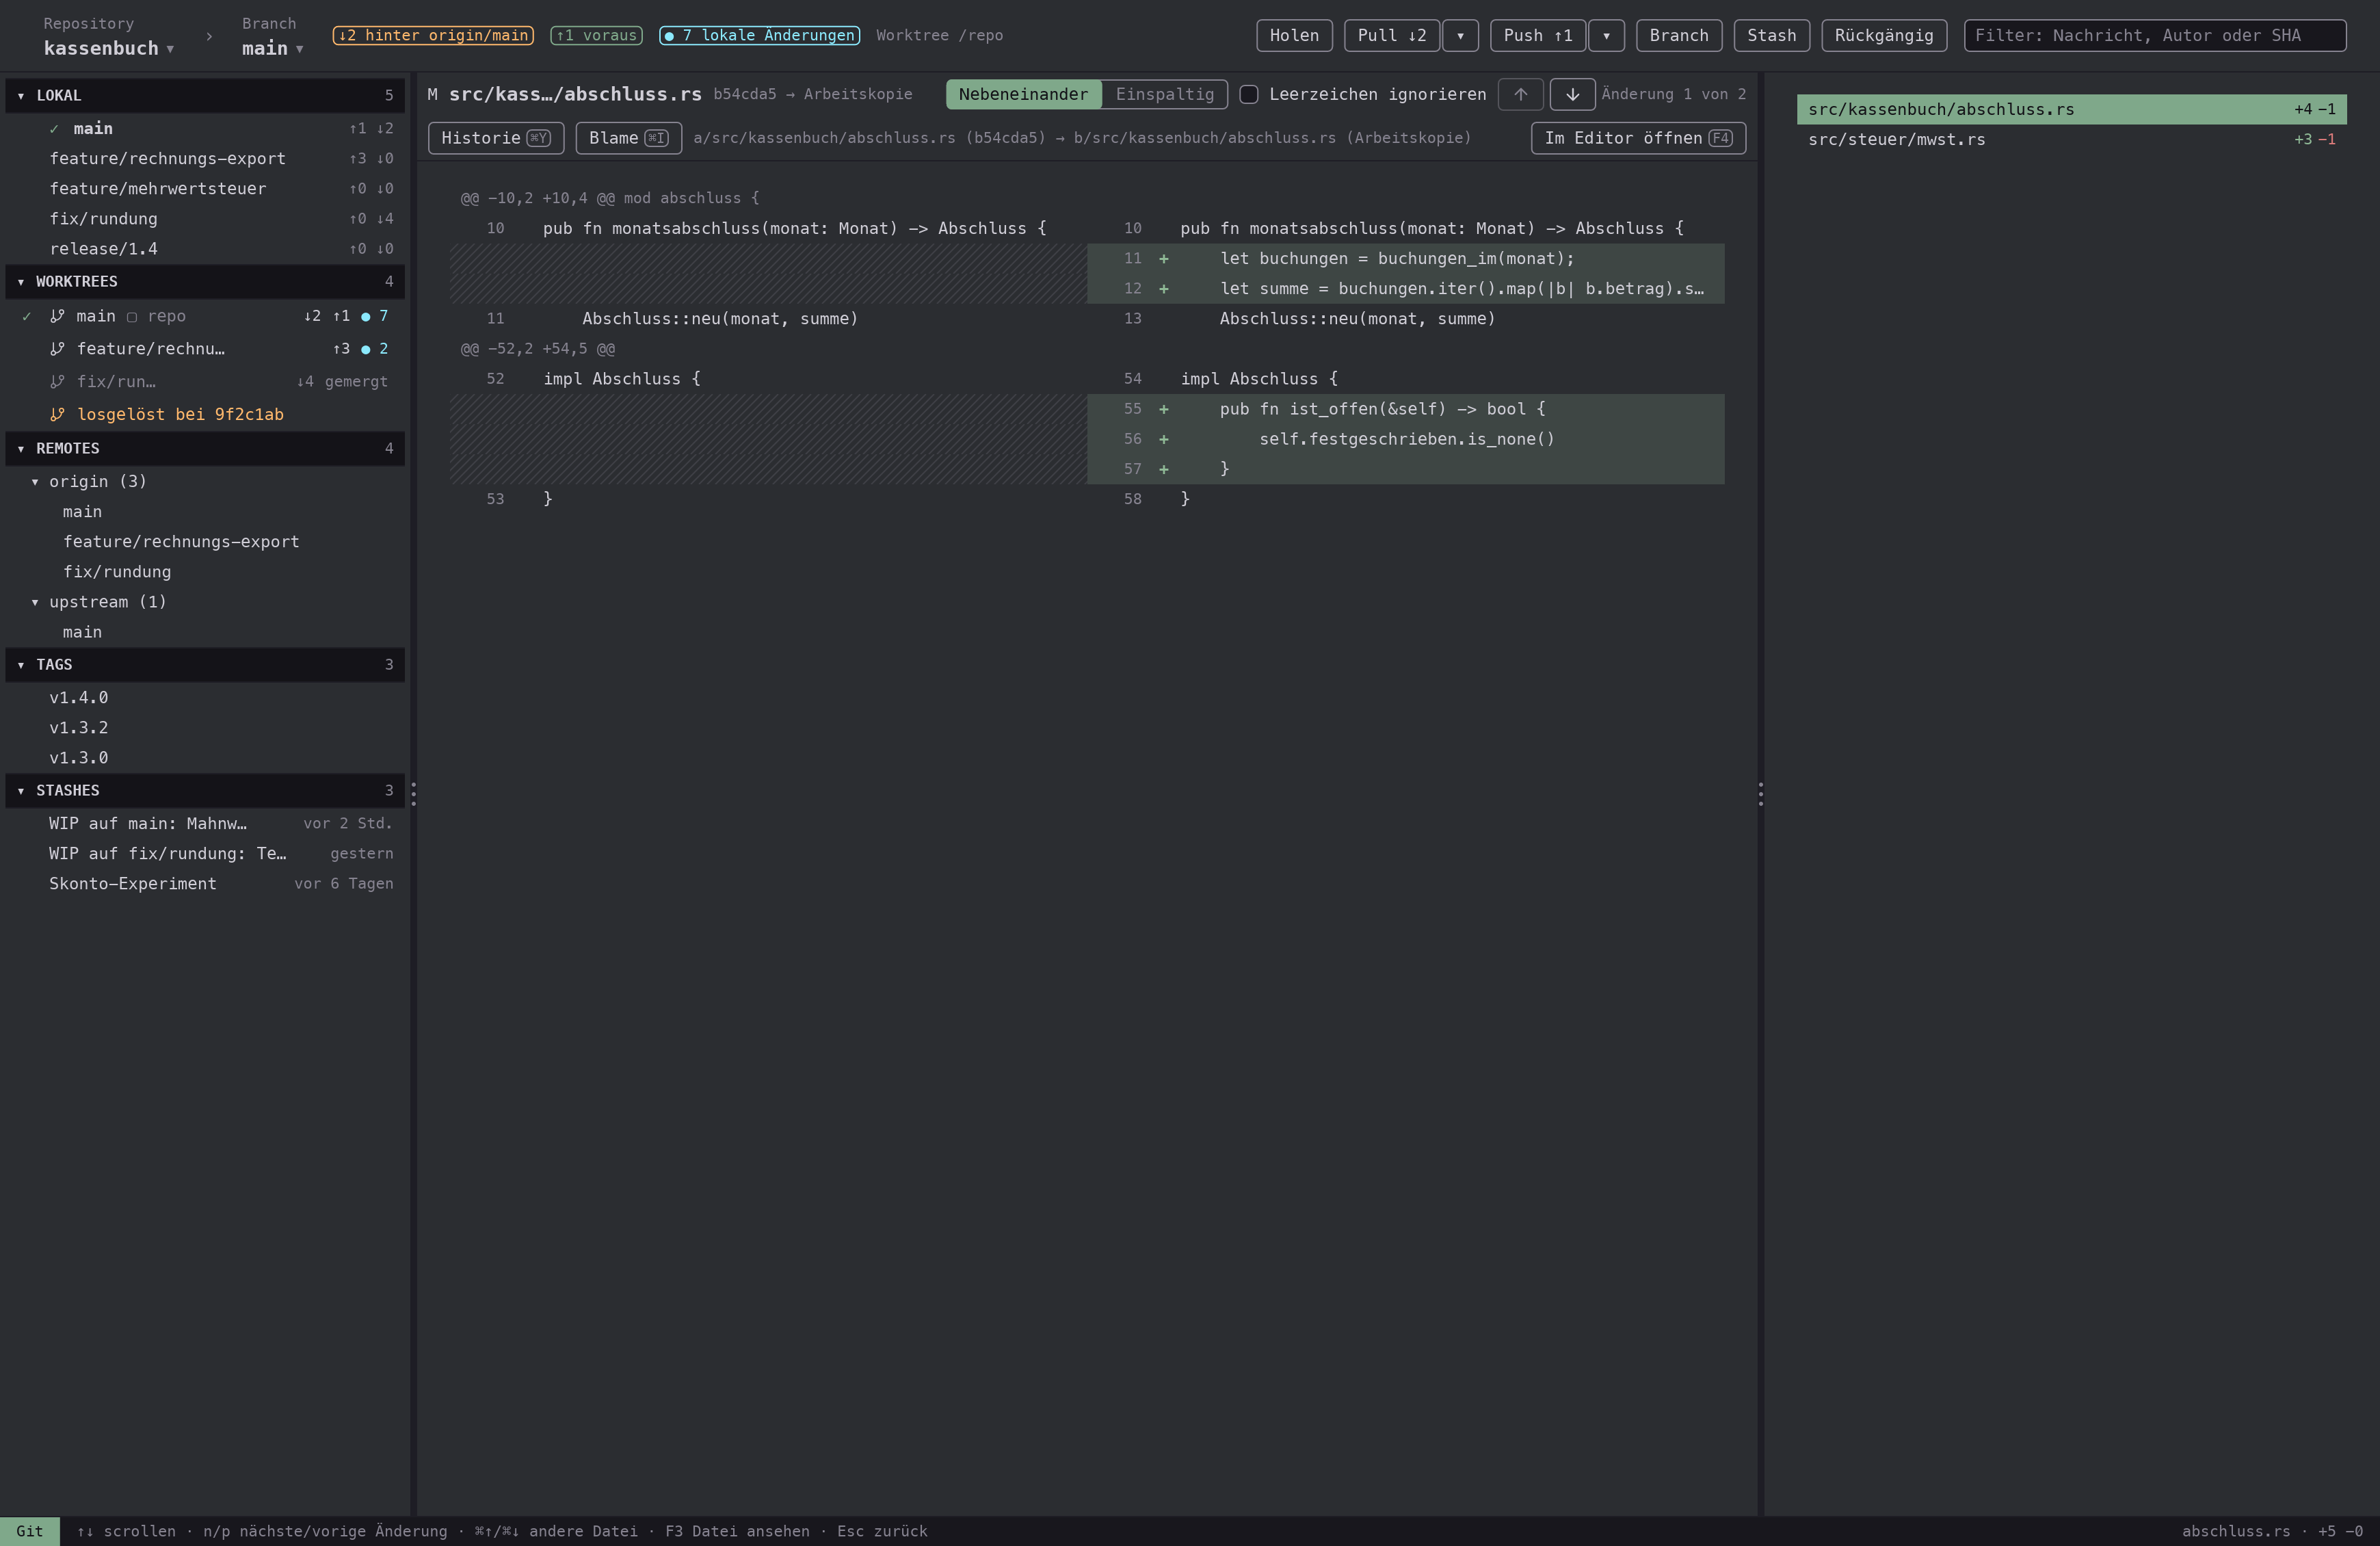 Repository
kassenbuch ▾
›
Branch
main ▾
↓2 hinter origin/main
↑1 voraus
● 7 lokale Änderungen
Worktree /repo
Holen
Pull ↓2 ▾
Push ↑1 ▾
Branch
Stash
Rückgängig
Filter: Nachricht, Autor oder SHA
▾ LOKAL 5
✓ main ↑1 ↓2
feature/rechnungs-export ↑3 ↓0
feature/mehrwertsteuer ↑0 ↓0
fix/rundung ↑0 ↓4
release/1.4 ↑0 ↓0
▾ WORKTREES 4
✓ main ▢ repo ↓2 ↑1 ● 7
feature/rechnu… ↑3 ● 2
fix/run… ↓4 gemergt
losgelöst bei 9f2c1ab
▾ REMOTES 4
▾ origin (3)
main
feature/rechnungs-export
fix/rundung
▾ upstream (1)
main
▾ TAGS 3
v1.4.0
v1.3.2
v1.3.0
▾ STASHES 3
WIP auf main: Mahnw… vor 2 Std.
WIP auf fix/rundung: Te… gestern
Skonto-Experiment vor 6 Tagen
M src/kass…/abschluss.rs b54cda5 → Arbeitskopie
Nebeneinander Einspaltig
Leerzeichen ignorieren
↑ ↓ Änderung 1 von 2
Historie ⌘Y
Blame ⌘I
a/src/kassenbuch/abschluss.rs (b54cda5) → b/src/kassenbuch/abschluss.rs (Arbeitskopie)
Im Editor öffnen F4
@@ −10,2 +10,4 @@ mod abschluss {
10 pub fn monatsabschluss(monat: Monat) -> Abschluss { 10 pub fn monatsabschluss(monat: Monat) -> Abschluss {
11 + let buchungen = buchungen_im(monat);
12 + let summe = buchungen.iter().map(|b| b.betrag).s…
11 Abschluss::neu(monat, summe) 13 Abschluss::neu(monat, summe)
@@ −52,2 +54,5 @@
52 impl Abschluss { 54 impl Abschluss {
55 + pub fn ist_offen(&self) -> bool {
56 + self.festgeschrieben.is_none()
57 + }
53 } 58 }
src/kassenbuch/abschluss.rs +4 −1
src/steuer/mwst.rs +3 −1
Git ↑↓ scrollen · n/p nächste/vorige Änderung · ⌘↑/⌘↓ andere Datei · F3 Datei ansehen · Esc zurück
abschluss.rs · +5 −0